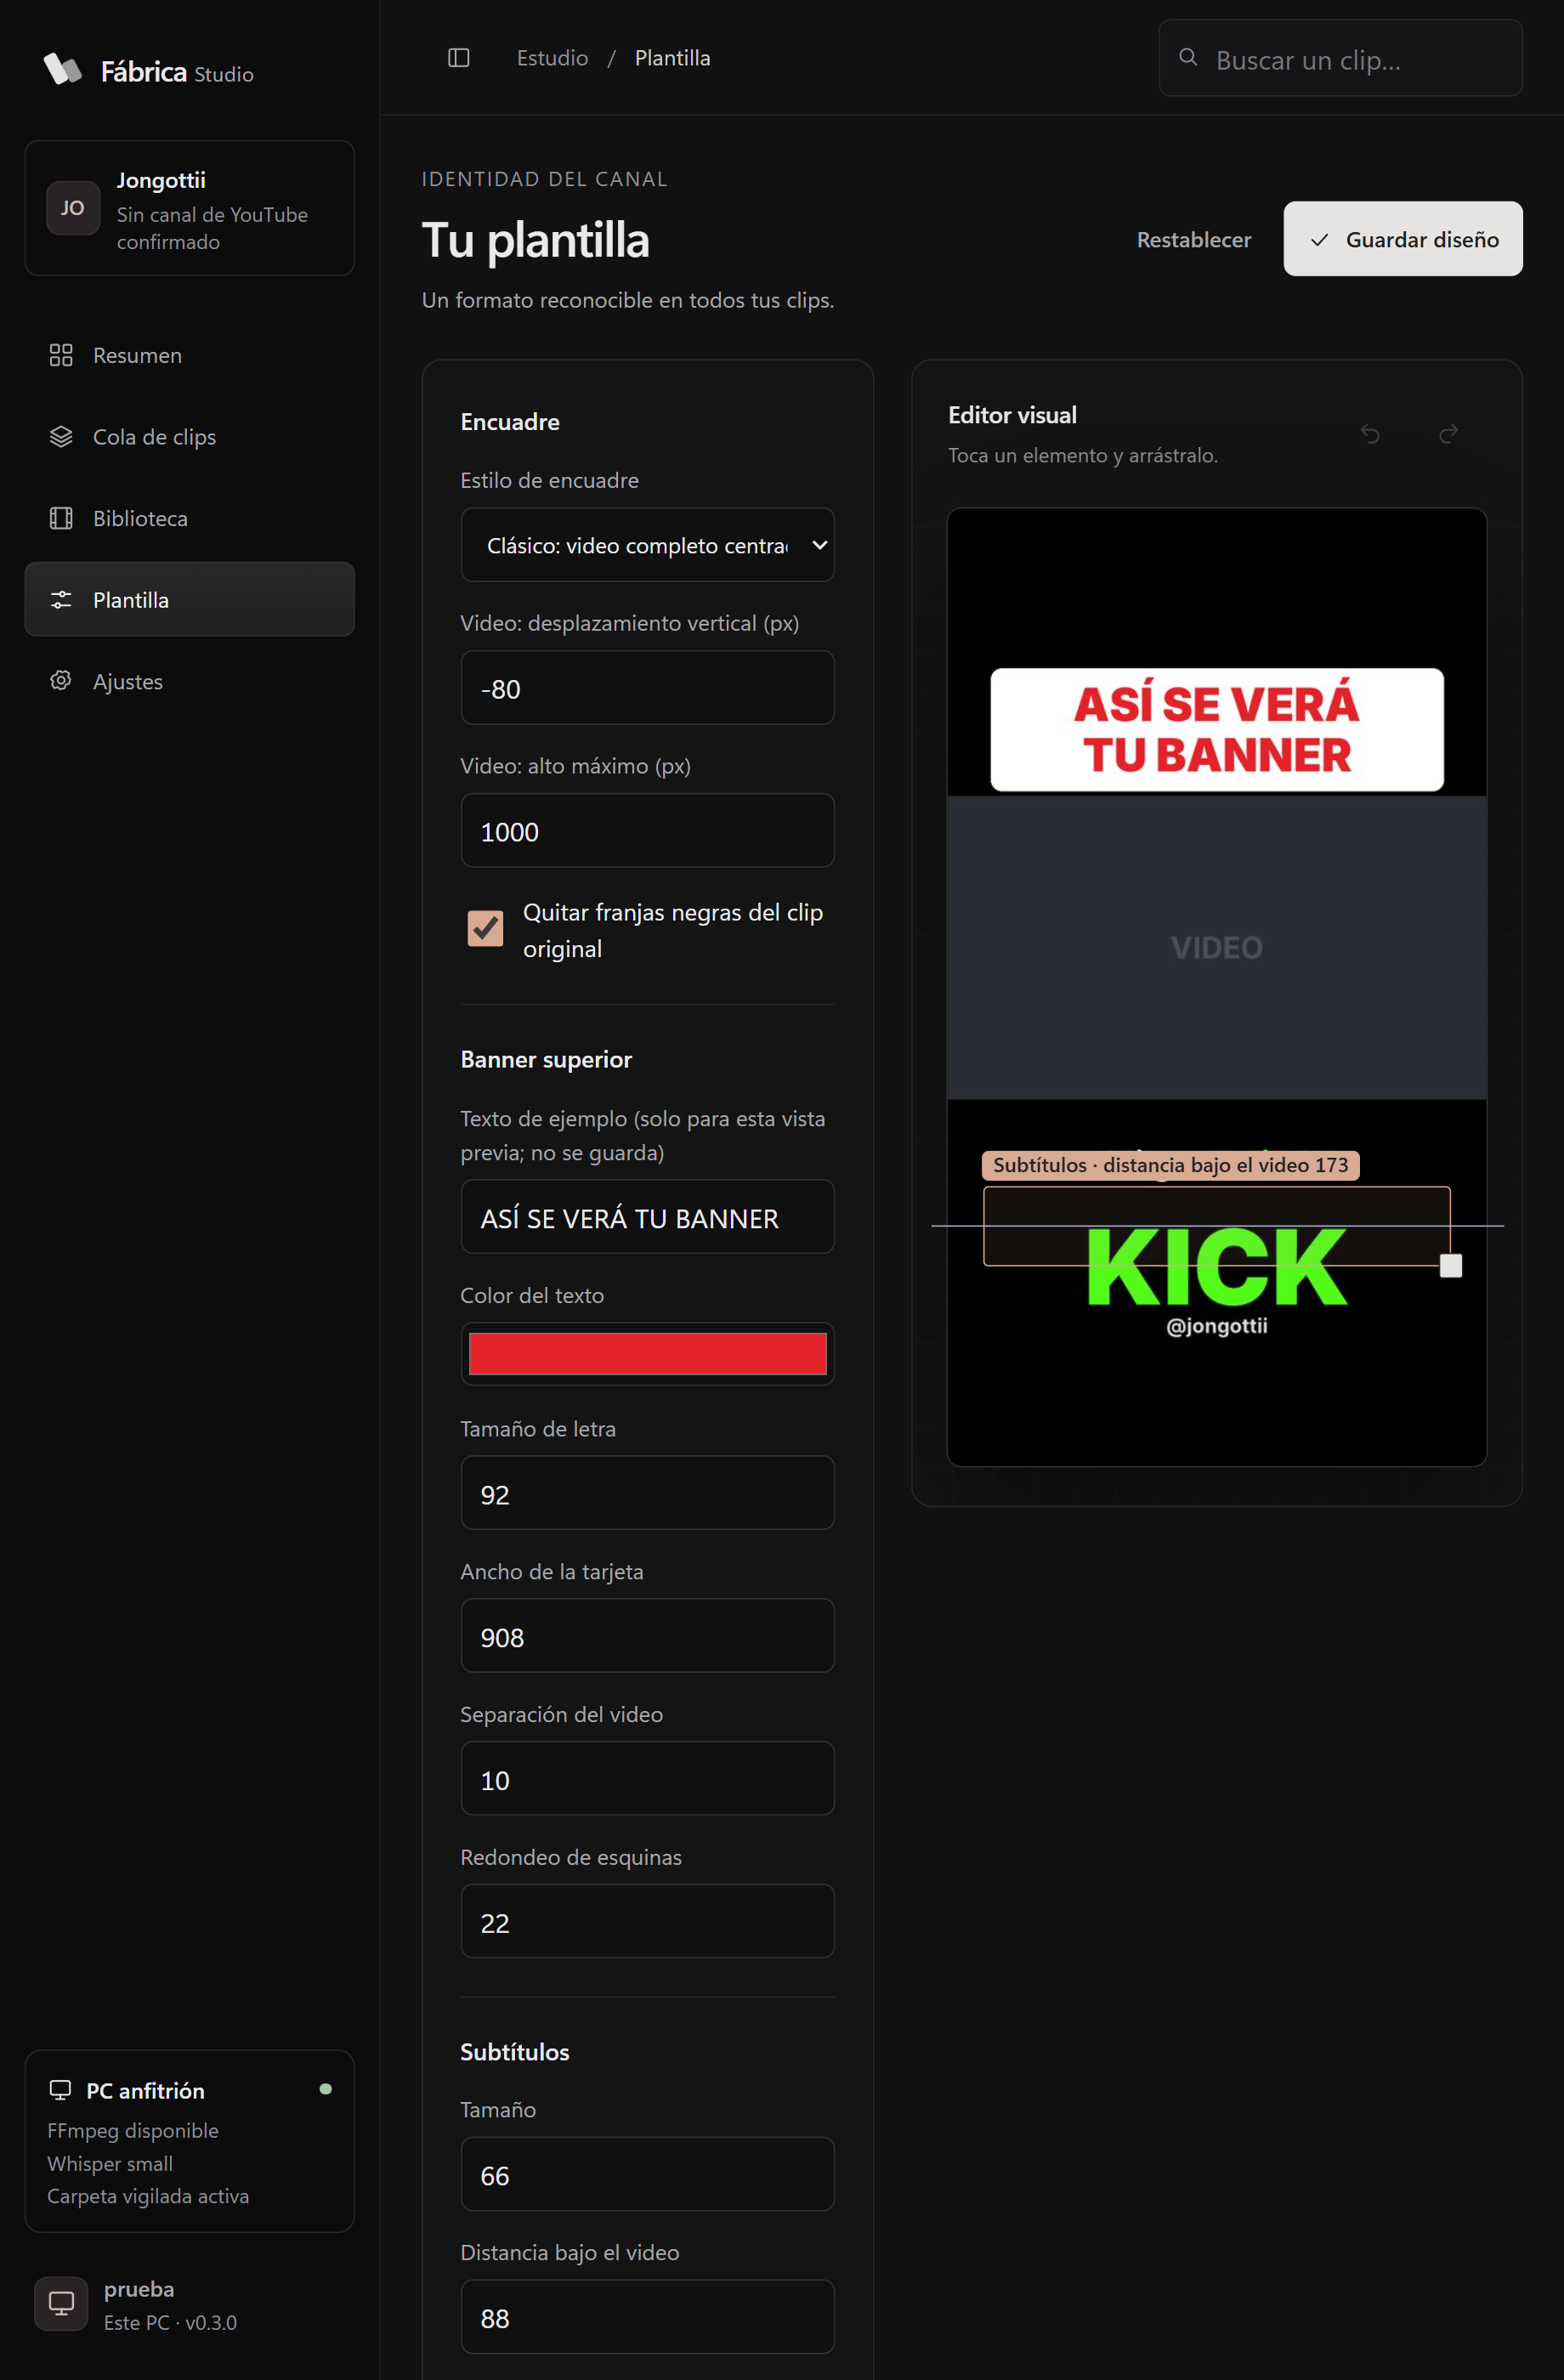 Fábrica Studio
JO
Jongottii
Sin canal de YouTube
confirmado
Resumen
Cola de clips
Biblioteca
Plantilla
Ajustes
PC anfitrión
FFmpeg disponible
Whisper small
Carpeta vigilada activa
prueba
Este PC · v0.3.0
Estudio / Plantilla
Buscar un clip...
IDENTIDAD DEL CANAL
Tu plantilla
Un formato reconocible en todos tus clips.
Restablecer
Guardar diseño
Encuadre
Estilo de encuadre
Clásico: video completo
Video: desplazamiento vertical (px)
-80
Video: alto máximo (px)
1000
Quitar franjas negras del clip
original
Banner superior
Texto de ejemplo (solo para esta vista
previa; no se guarda)
ASÍ SE VERÁ TU BANNER
Color del texto
Tamaño de letra
92
Ancho de la tarjeta
908
Separación del video
10
Redondeo de esquinas
22
Subtítulos
Tamaño
66
Distancia bajo el video
88
Editor visual
Toca un elemento y arrástralo.
ASÍ SE VERÁ
TU BANNER
VIDEO
Subtítulos · distancia bajo el video 173
KICK
@jongottii